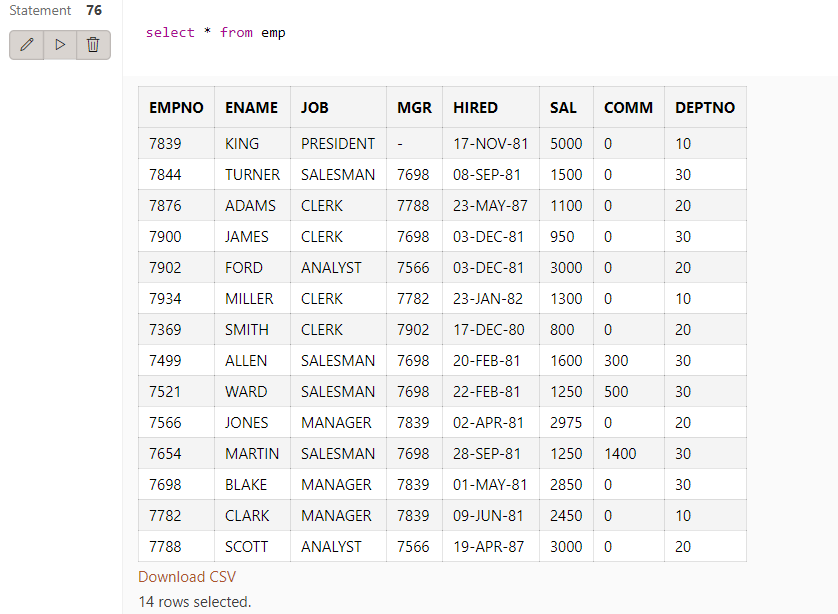 Statement 76
select * from emp
EMPNO ENAME JOB MGR HIRED SAL COMM DEPTNO
7839 KING PRESIDENT - 17-NOV-81 5000 0 10
7844 TURNER SALESMAN 7698 08-SEP-81 1500 0 30
7876 ADAMS CLERK 7788 23-MAY-87 1100 0 20
7900 JAMES CLERK 7698 03-DEC-81 950 0 30
7902 FORD ANALYST 7566 03-DEC-81 3000 0 20
7934 MILLER CLERK 7782 23-JAN-82 1300 0 10
7369 SMITH CLERK 7902 17-DEC-80 800 0 20
7499 ALLEN SALESMAN 7698 20-FEB-81 1600 300 30
7521 WARD SALESMAN 7698 22-FEB-81 1250 500 30
7566 JONES MANAGER 7839 02-APR-81 2975 0 20
7654 MARTIN SALESMAN 7698 28-SEP-81 1250 1400 30
7698 BLAKE MANAGER 7839 01-MAY-81 2850 0 30
7782 CLARK MANAGER 7839 09-JUN-81 2450 0 10
7788 SCOTT ANALYST 7566 19-APR-87 3000 0 20
Download CSV
14 rows selected.